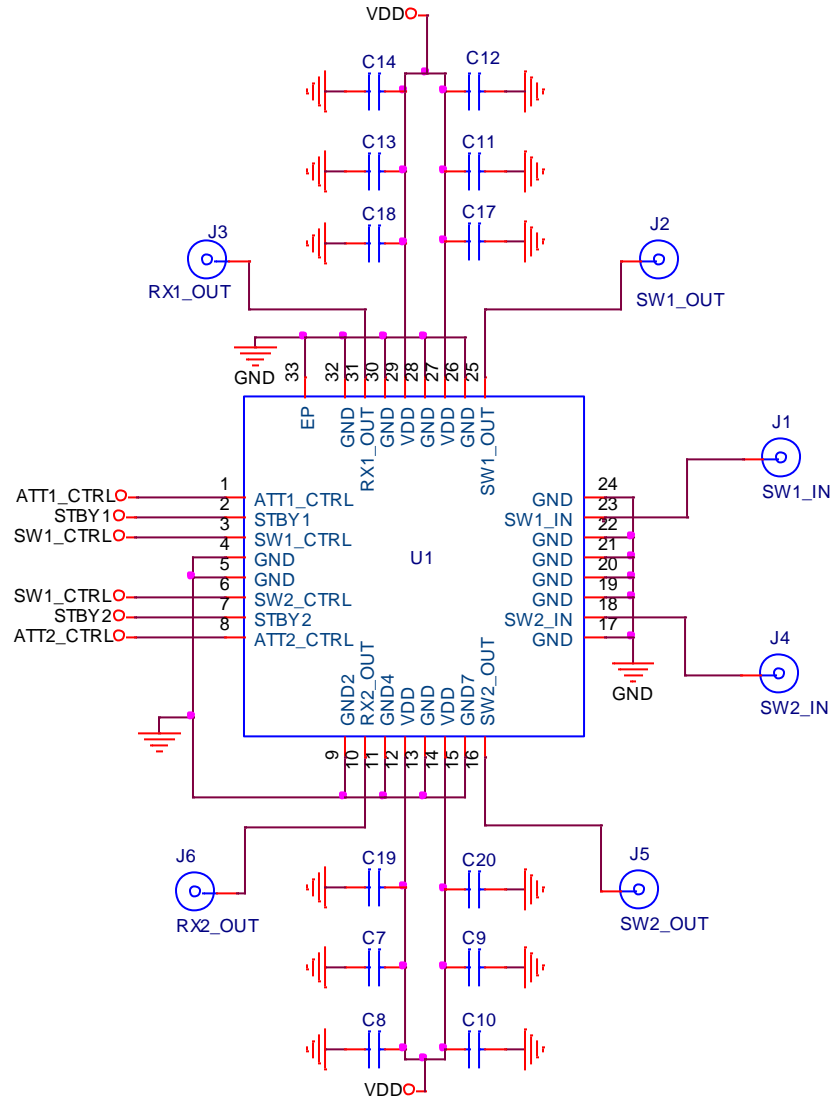 VDD
C14 C12
C13 C11
C18 C17
J3 J2
RX1_OUT SW1_OUT
GND
33 32 31 30 29 28 27 26 25
EP GND RX1_OUT GND VDD GND VDD GND SW1_OUT
J1
SW1_IN
ATT1_CTRL 1 ATT1_CTRL
STBY1 2 STBY1
SW1_CTRL 3 SW1_CTRL
4 GND
5 GND
SW1_CTRL 6 SW2_CTRL
STBY2 7 STBY2
ATT2_CTRL 8 ATT2_CTRL
U1
GND 24
SW1_IN 23
GND 22
GND 21
GND 20
GND 19
SW2_IN 18
GND 17
GND
J4
SW2_IN
GND2 RX2_OUT GND4 VDD GND VDD GND7 SW2_OUT
9 10 11 12 13 14 15 16
J6 J5
RX2_OUT SW2_OUT
C19 C20
C7 C9
C8 C10
VDD